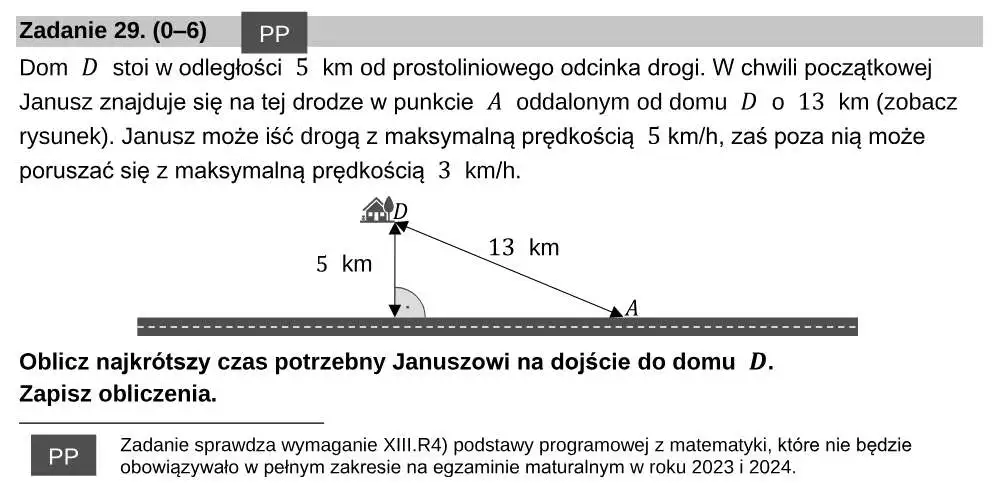 Zadanie 29. (0–6) PP
Dom D stoi w odległości 5 km od prostoliniowego odcinka drogi. W chwili początkowej
Janusz znajduje się na tej drodze w punkcie A oddalonym od domu D o 13 km (zobacz
rysunek). Janusz może iść drogą z maksymalną prędkością 5 km/h, zaś poza nią może
poruszać się z maksymalną prędkością 3 km/h.
D
13 km
5 km
A
Oblicz najkrótszy czas potrzebny Januszowi na dojście do domu D.
Zapisz obliczenia.
PP
Zadanie sprawdza wymaganie XIII.R4) podstawy programowej z matematyki, które nie będzie
obowiązywało w pełnym zakresie na egzaminie maturalnym w roku 2023 i 2024.